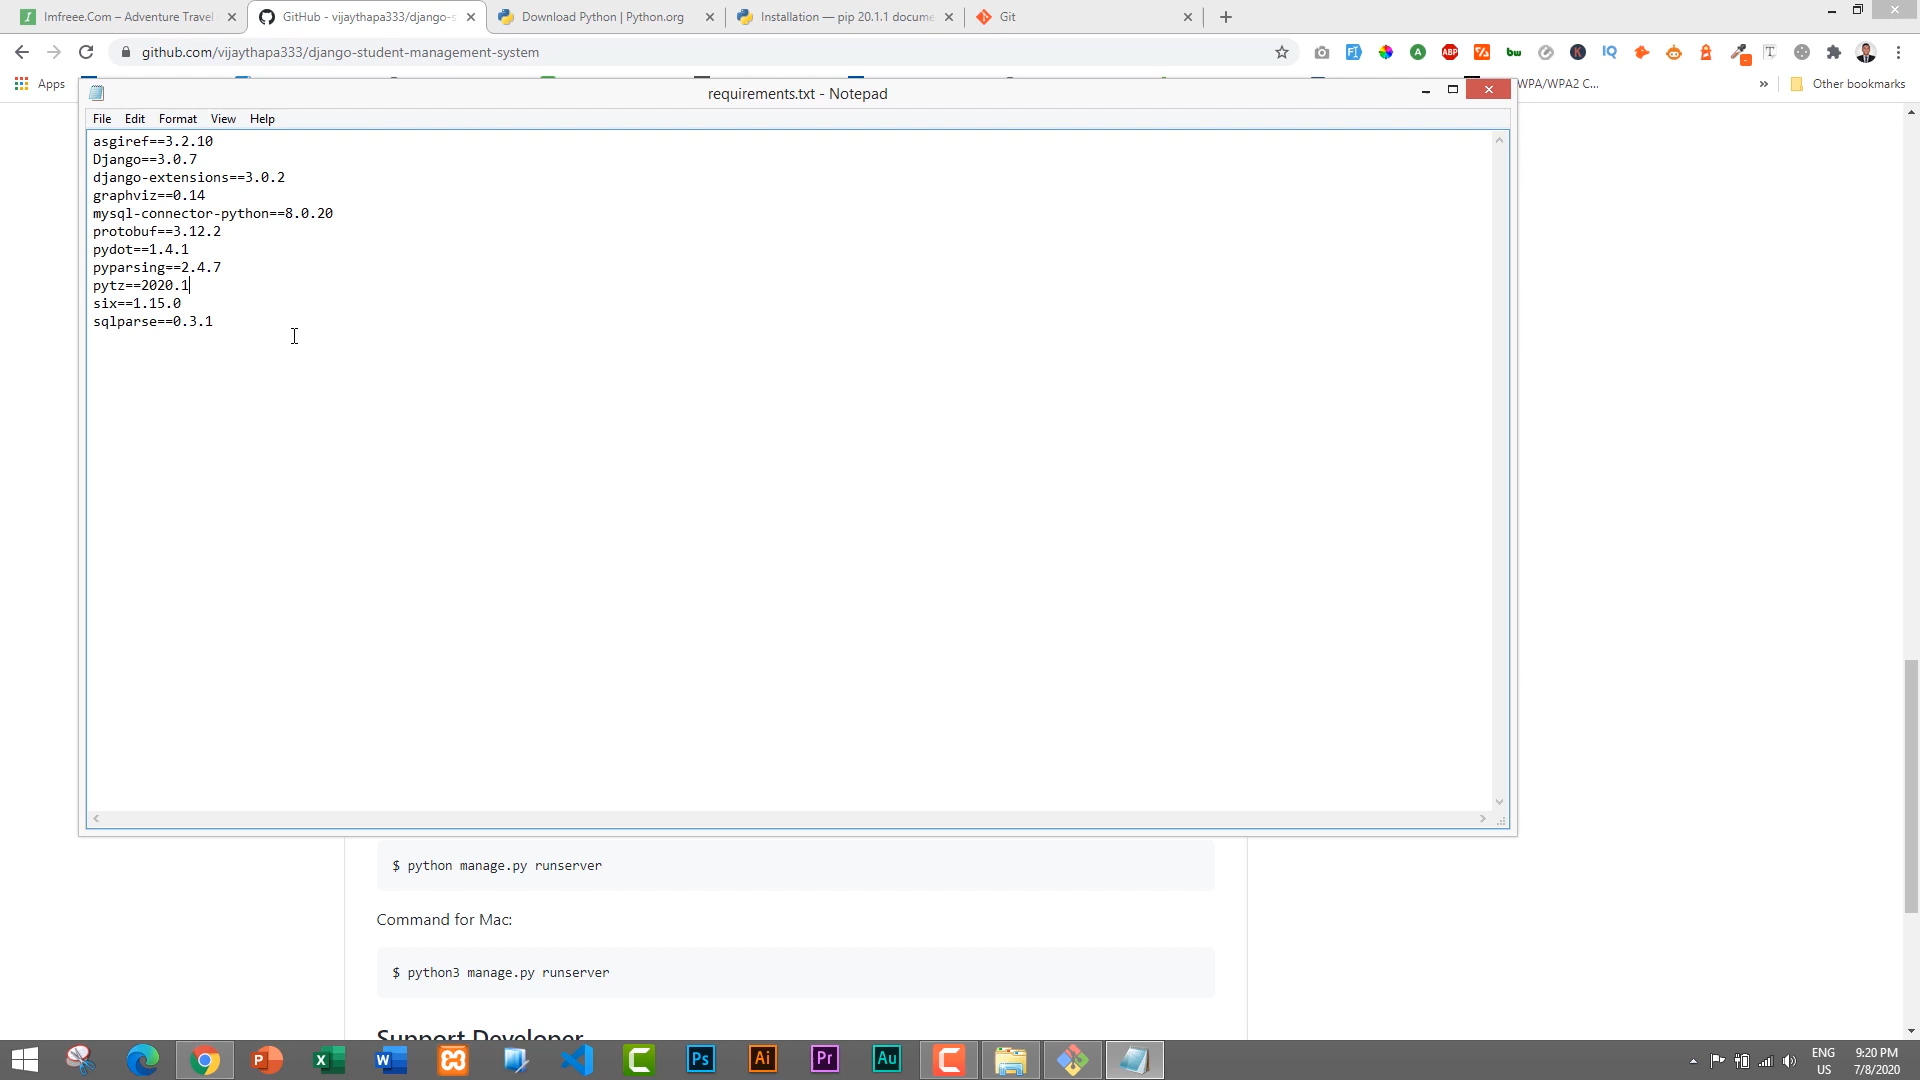 Imfreee.Com – Adventure Travel
GitHub - vijaythapa333/django-s
Download Python | Python.org
Installation — pip 20.1.1 docume
Git
github.com/vijaythapa333/django-student-management-system
Apps
WPA/WPA2 C...
Other bookmarks
requirements.txt - Notepad
File Edit Format View Help
asgiref==3.2.10
Django==3.0.7
django-extensions==3.0.2
graphviz==0.14
mysql-connector-python==8.0.20
protobuf==3.12.2
pydot==1.4.1
pyparsing==2.4.7
pytz==2020.1
six==1.15.0
sqlparse==0.3.1
$ python manage.py runserver
Command for Mac:
$ python3 manage.py runserver
Support Developer
ENG
US
9:20 PM
7/8/2020